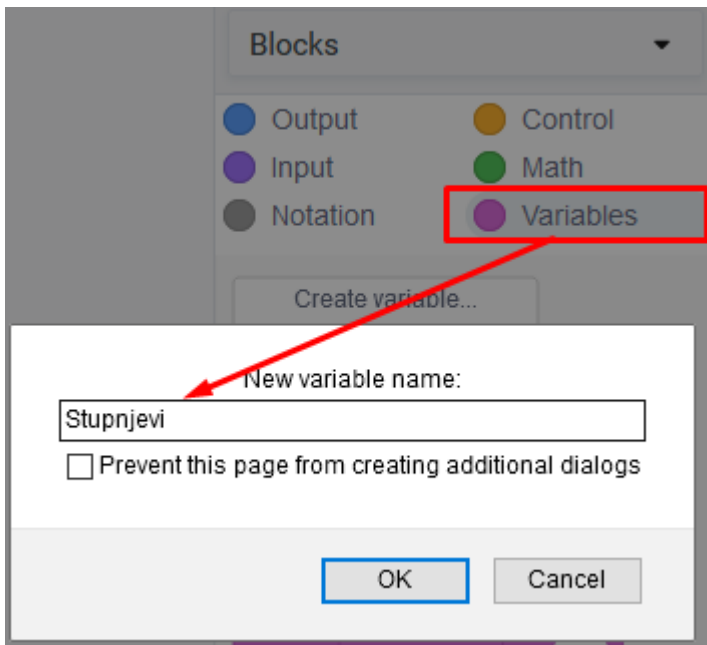 Blocks
Output
Control
Input
Math
Notation
Variables
Create variable...
New variable name:
Stupnjevi
Prevent this page from creating additional dialogs
OK
Cancel